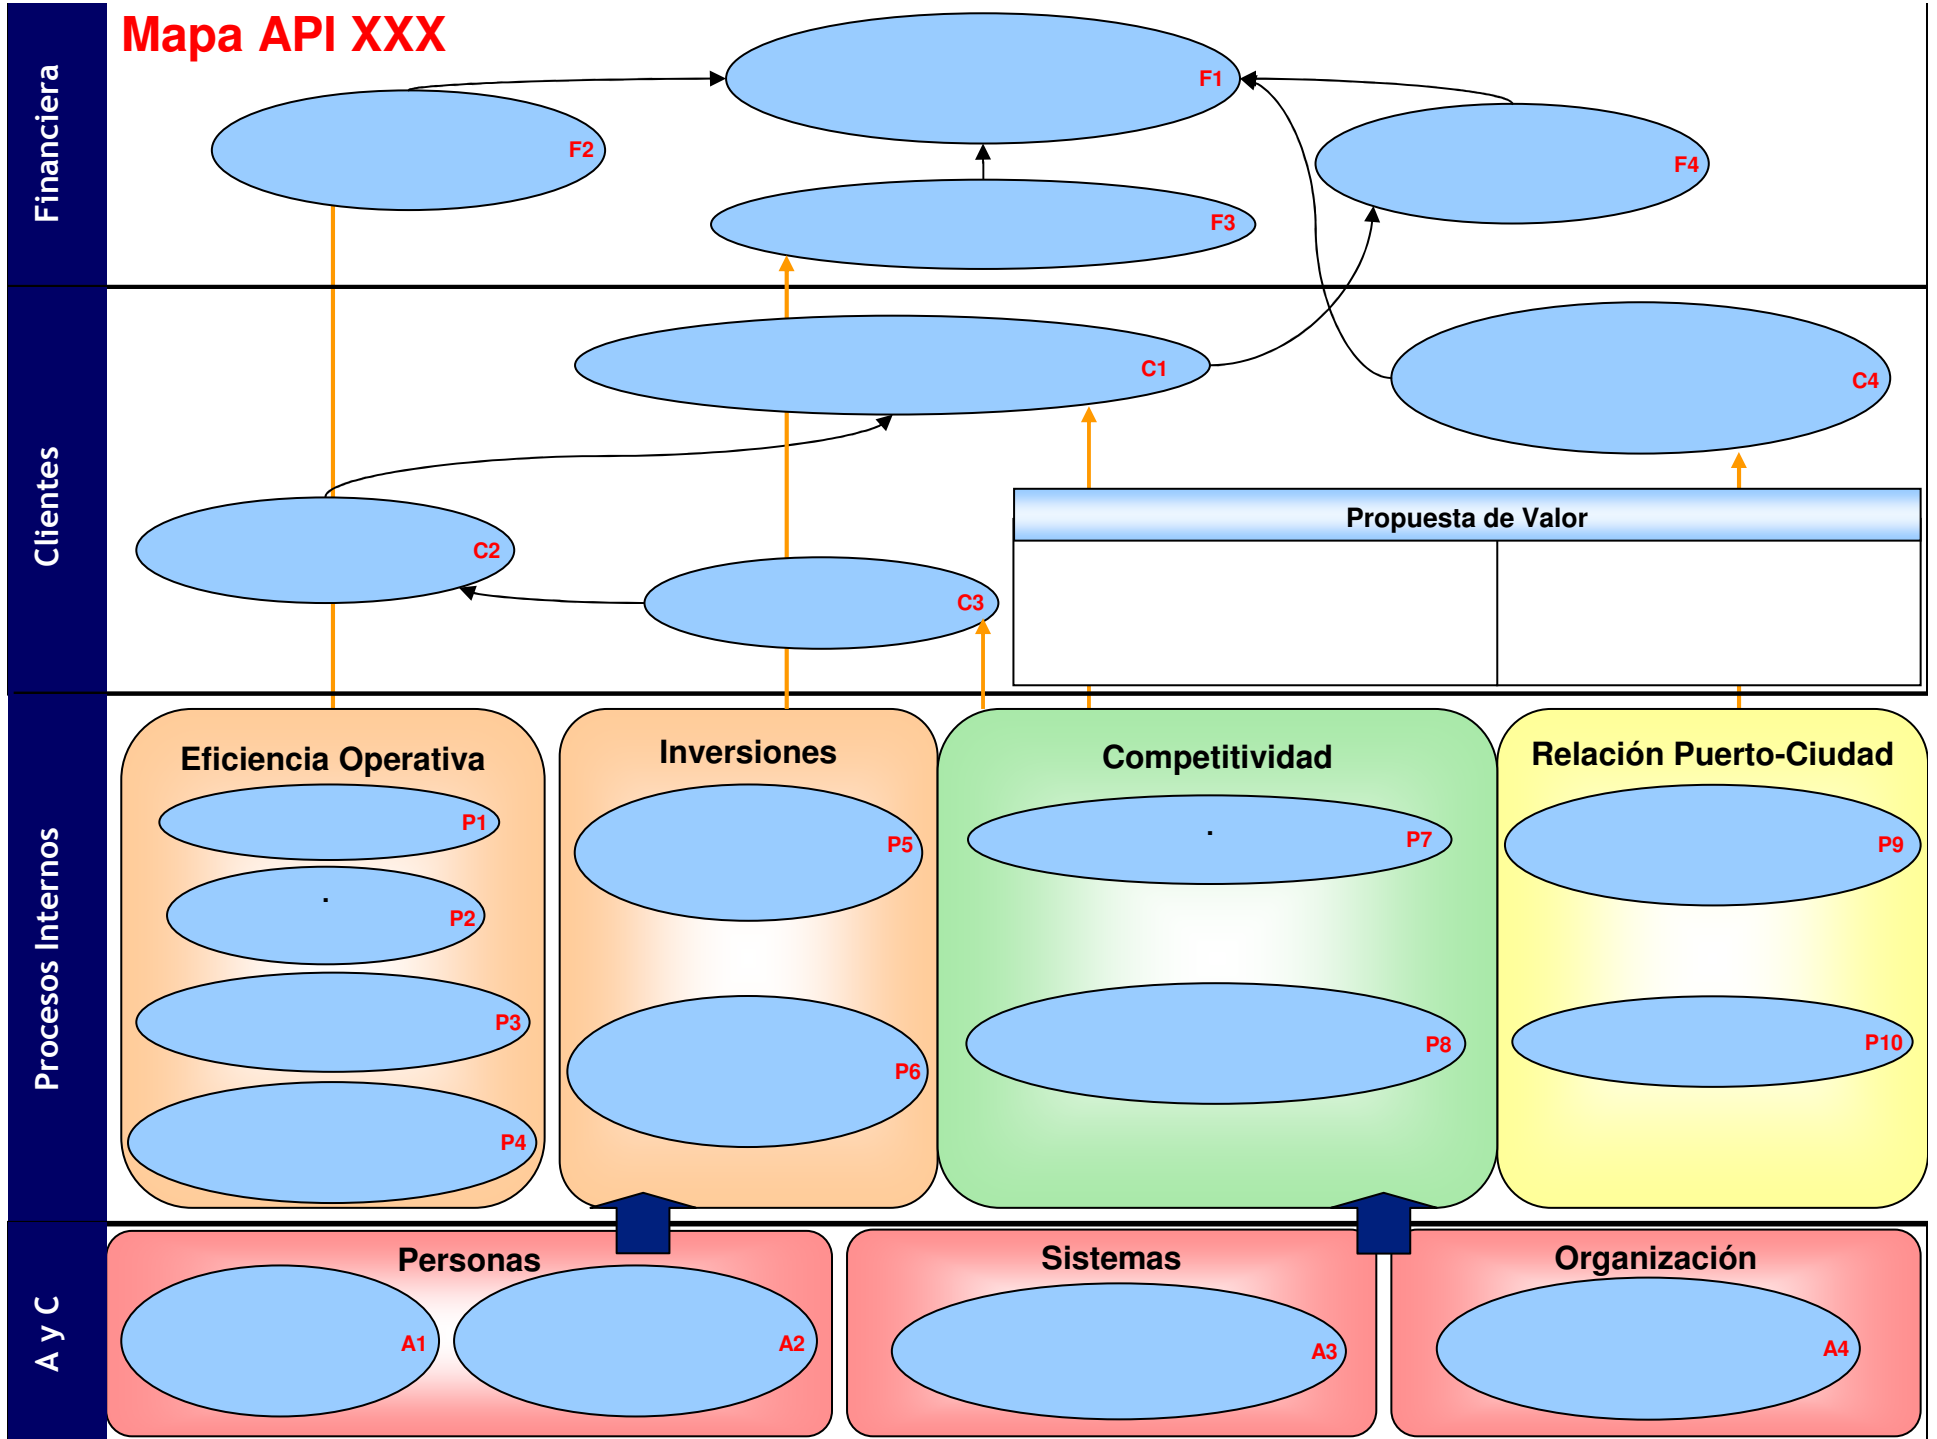 Mapa API XXX
Financiera
F1
F2
F4
F3
Clientes
C1
C4
Propuesta de Valor
C2
C3
Procesos Internos
Eficiencia Operativa
P1
.
P2
P3
P4
Inversiones
P5
P6
Competitividad
.
P7
P8
Relación Puerto-Ciudad
P9
P10
A y C
Personas
A1
A2
Sistemas
A3
Organización
A4